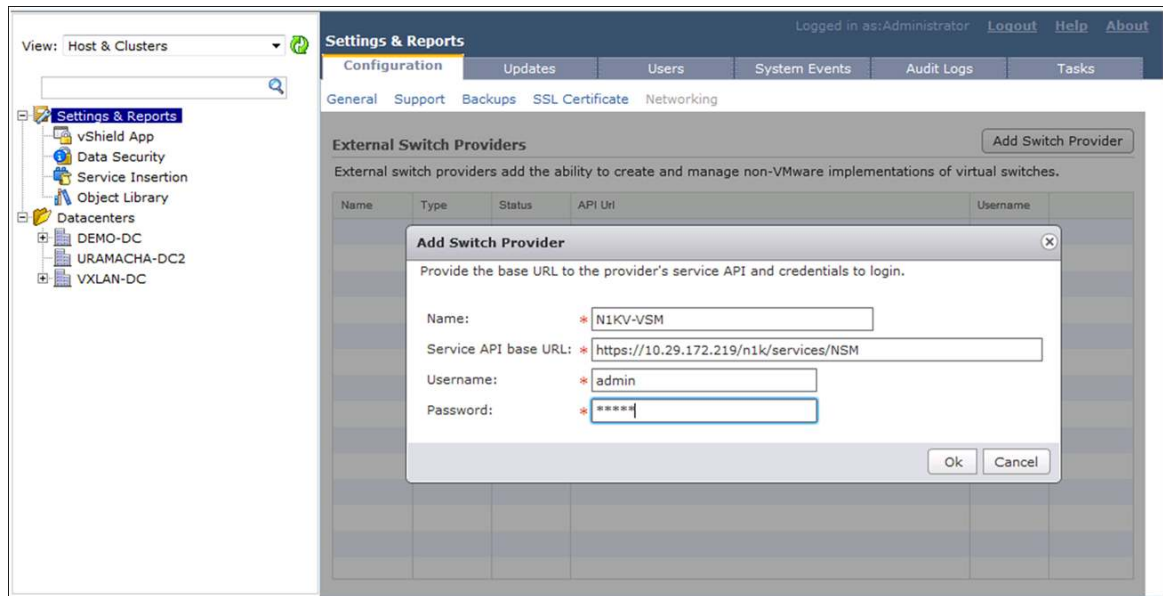 View: Host & Clusters
Settings & Reports
vShield App
Data Security
Service Insertion
Object Library
Datacenters
DEMO-DC
URAMACHA-DC2
VXLAN-DC
Logged in as:Administrator Logout Help About
Settings & Reports
Configuration Updates Users System Events Audit Logs Tasks
General Support Backups SSL Certificate Networking
External Switch Providers Add Switch Provider
External switch providers add the ability to create and manage non-VMware implementations of virtual switches.
Name Type Status API Url Username
Add Switch Provider
Provide the base URL to the provider's service API and credentials to login.
Name: * N1KV-VSM
Service API base URL: * https://10.29.172.219/n1k/services/NSM
Username: * admin
Password: * *****
Ok Cancel